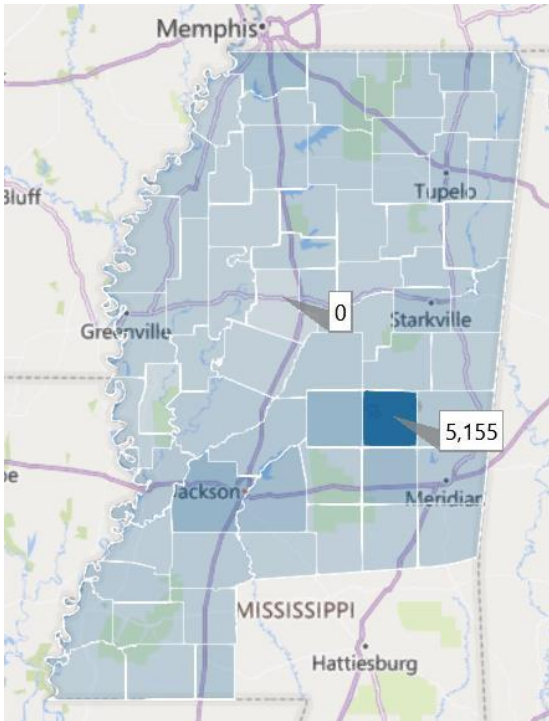 Memphis
Bluff
Tupelo
0
Starkville
Greenville
5,155
Jackson
Meridian
MISSISSIPPI
Hattiesburg